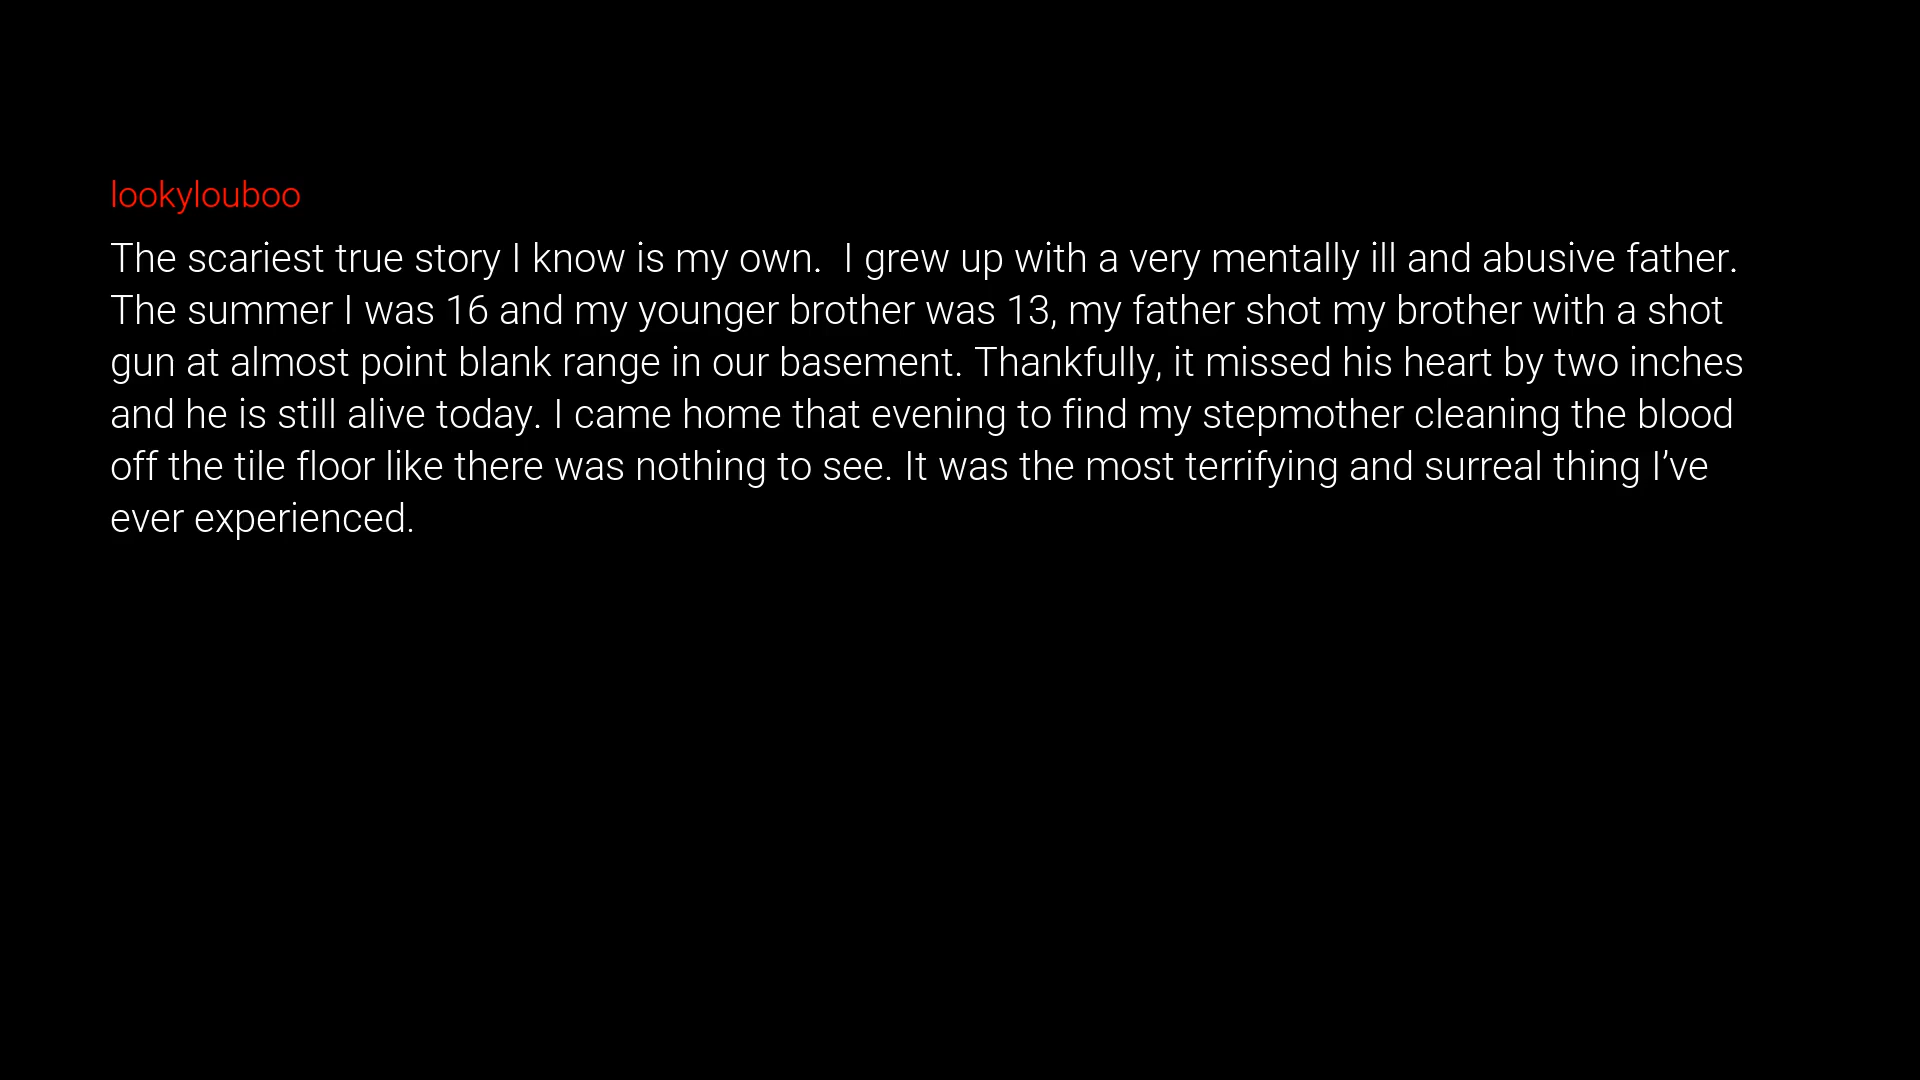 lookylouboo
The scariest true story I know is my own.  I grew up with a very mentally ill and abusive father.
The summer I was 16 and my younger brother was 13, my father shot my brother with a shot
gun at almost point blank range in our basement. Thankfully, it missed his heart by two inches
and he is still alive today. I came home that evening to find my stepmother cleaning the blood
off the tile floor like there was nothing to see. It was the most terrifying and surreal thing I’ve
ever experienced.